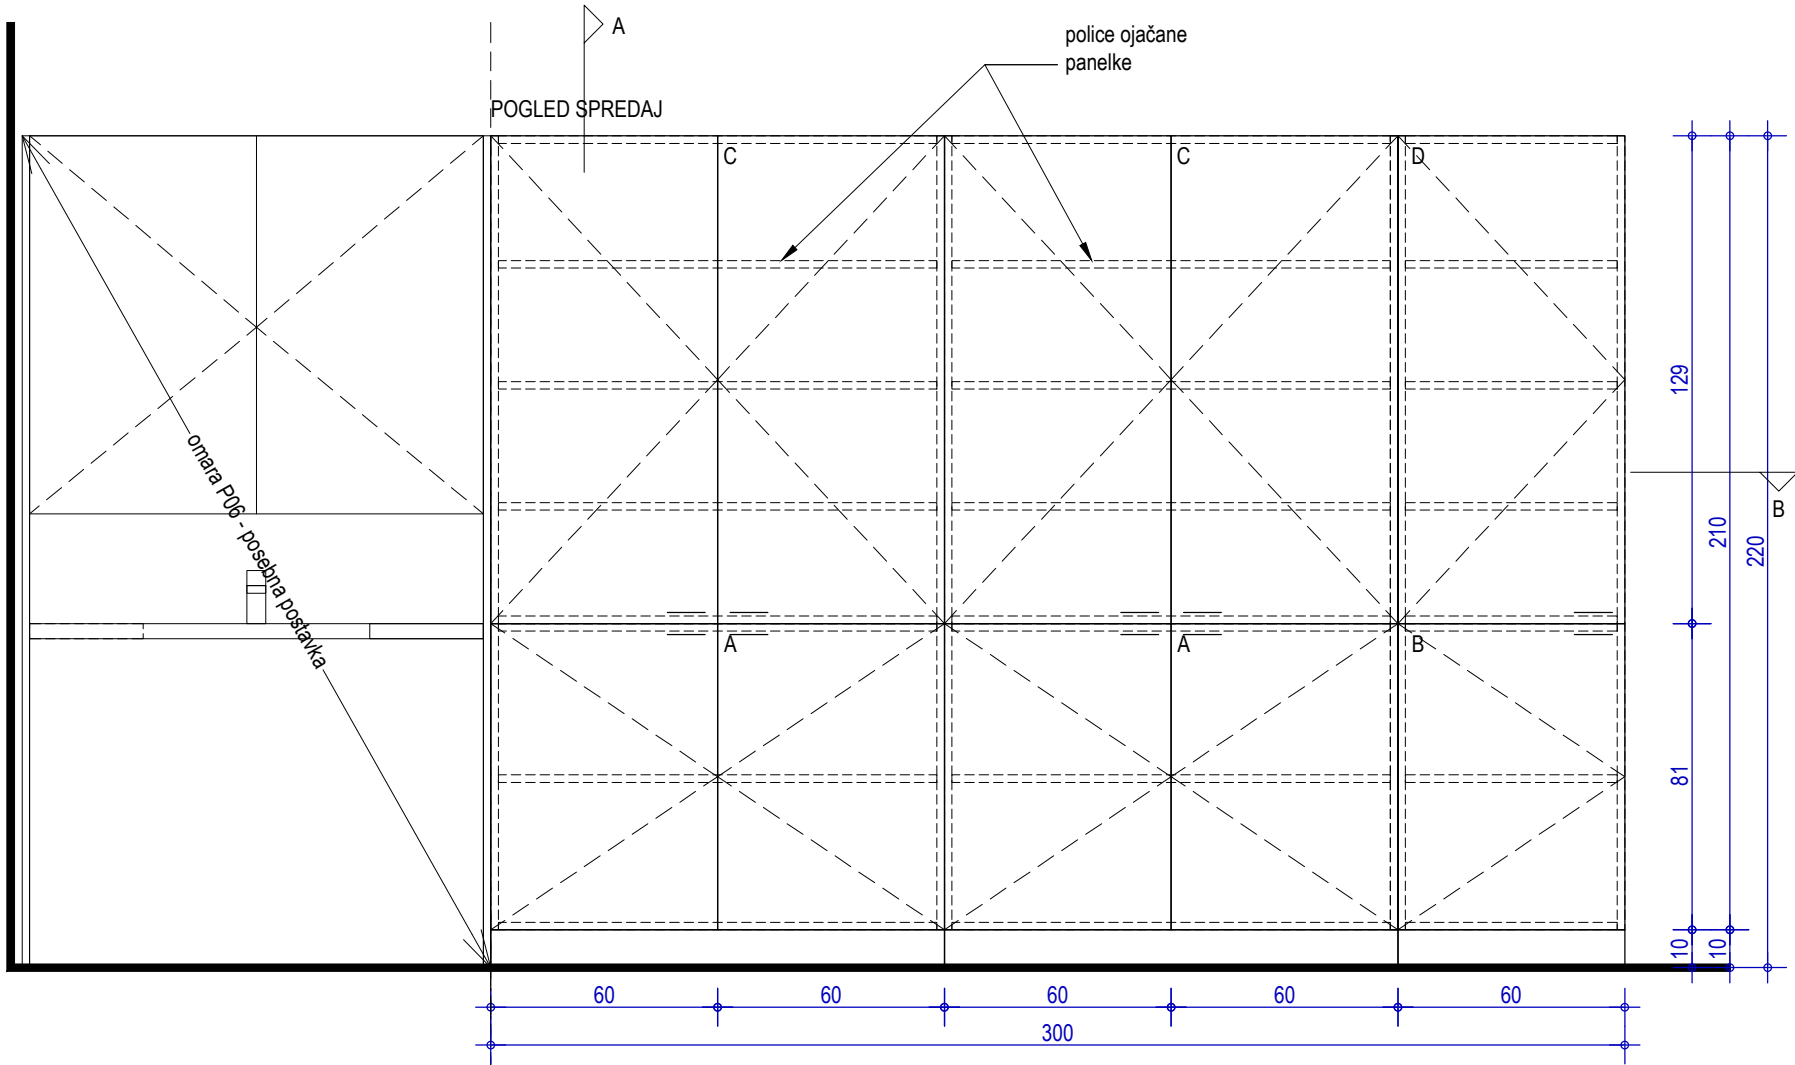 A
police ojačane
panelke
POGLED SPREDAJ
C
C
D
129
omara P06 - posebna postavka
B
210
220
A
A
B
81
10
10
60
60
60
60
60
300